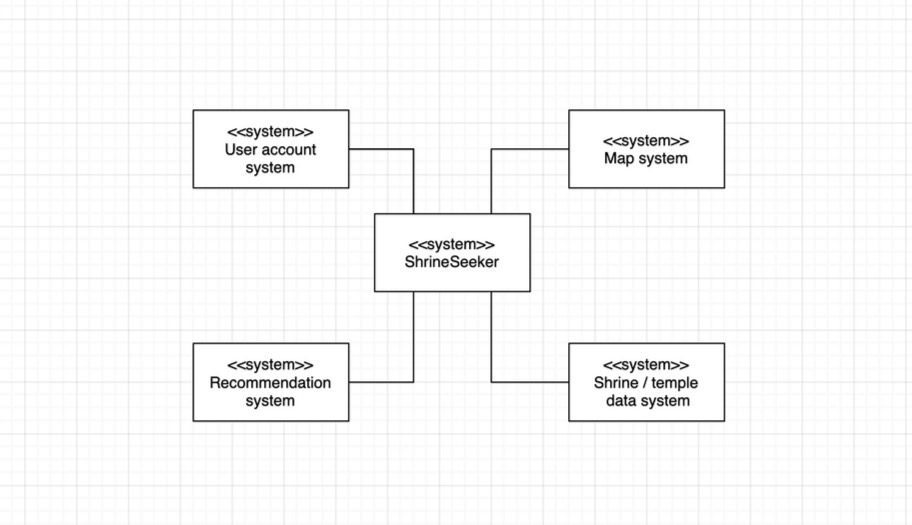 <<system>>
User account
system
<<system>>
Map system
<<system>>
ShrineSeeker
<<system>>
Recommendation
system
<<system>>
Shrine / temple
data system